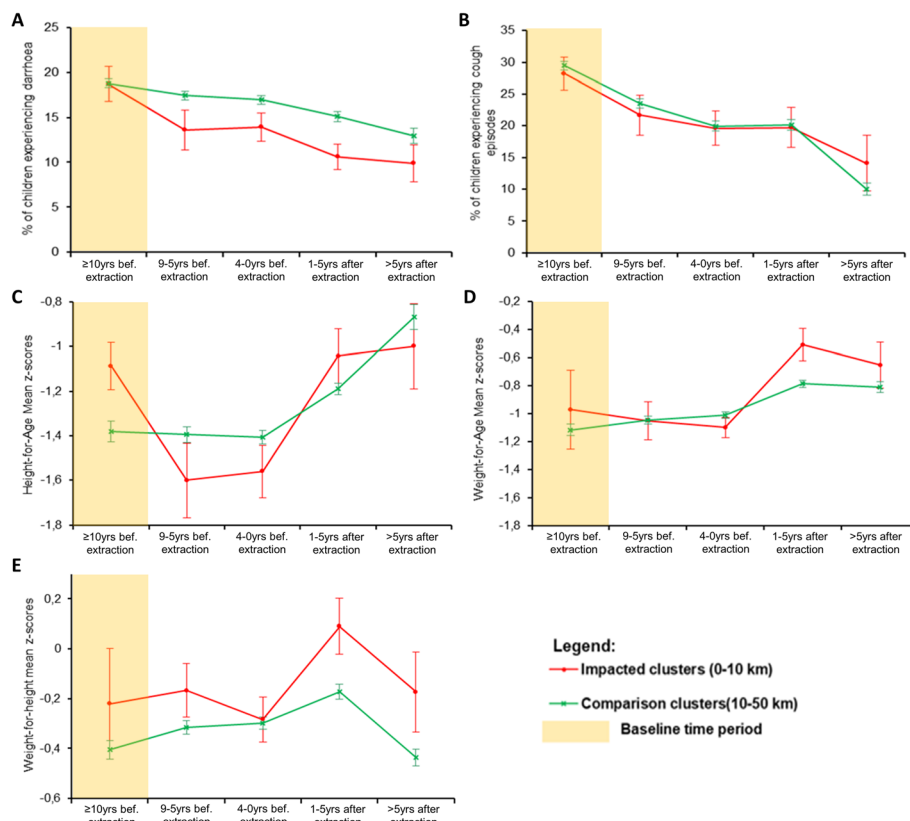 A
% of children experiencing darrhoea
25
20
15
10
5
0
≥10yrs bef. 9-5yrs bef. 4-0yrs bef. 1-5yrs after >5yrs after
extraction extraction extraction extraction extraction
B
% of children experiencing cough
episodes
35
30
25
20
15
10
5
0
≥10yrs bef. 9-5yrs bef. 4-0yrs bef. 1-5yrs after >5yrs after
extraction extraction extraction extraction extraction
C
Height-for-Age Mean z-scores
-0,8
-1
-1,2
-1,4
-1,6
-1,8
≥10yrs bef. 9-5yrs bef. 4-0yrs bef. 1-5yrs after >5yrs after
extraction extraction extraction extraction extraction
D
Weight-for-Age Mean z-scores
-0,2
-0,4
-0,6
-0,8
-1
-1,2
-1,4
-1,6
-1,8
≥10yrs bef. 9-5yrs bef. 4-0yrs bef. 1-5yrs after >5yrs after
extraction extraction extraction extraction extraction
E
Weight-for-height mean z-scores
0,2
0
-0,2
-0,4
-0,6
≥10yrs bef. 9-5yrs bef. 4-0yrs bef. 1-5yrs after >5yrs after
extraction extraction extraction extraction extraction
Legend:
Impacted clusters (0-10 km)
Comparison clusters(10-50 km)
Baseline time period